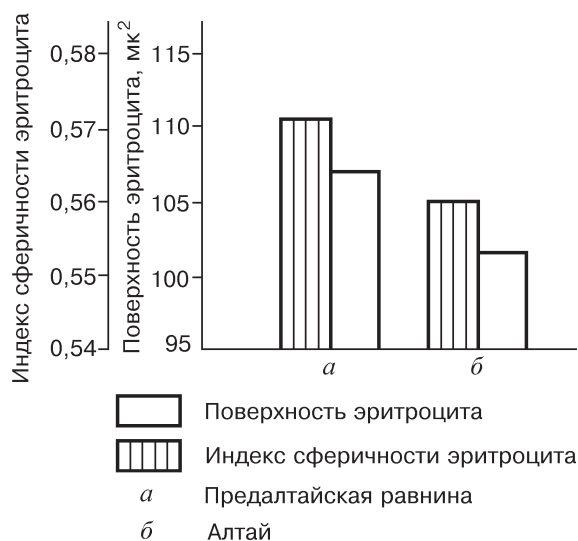 Индекс сферичности эритроцита
0,58
0,57
0,56
0,55
0,54
Поверхность эритроцита, мк²
115
110
105
100
95
а
б
Поверхность эритроцита
Индекс сферичности эритроцита
а Предалтайская равнина
б Алтай